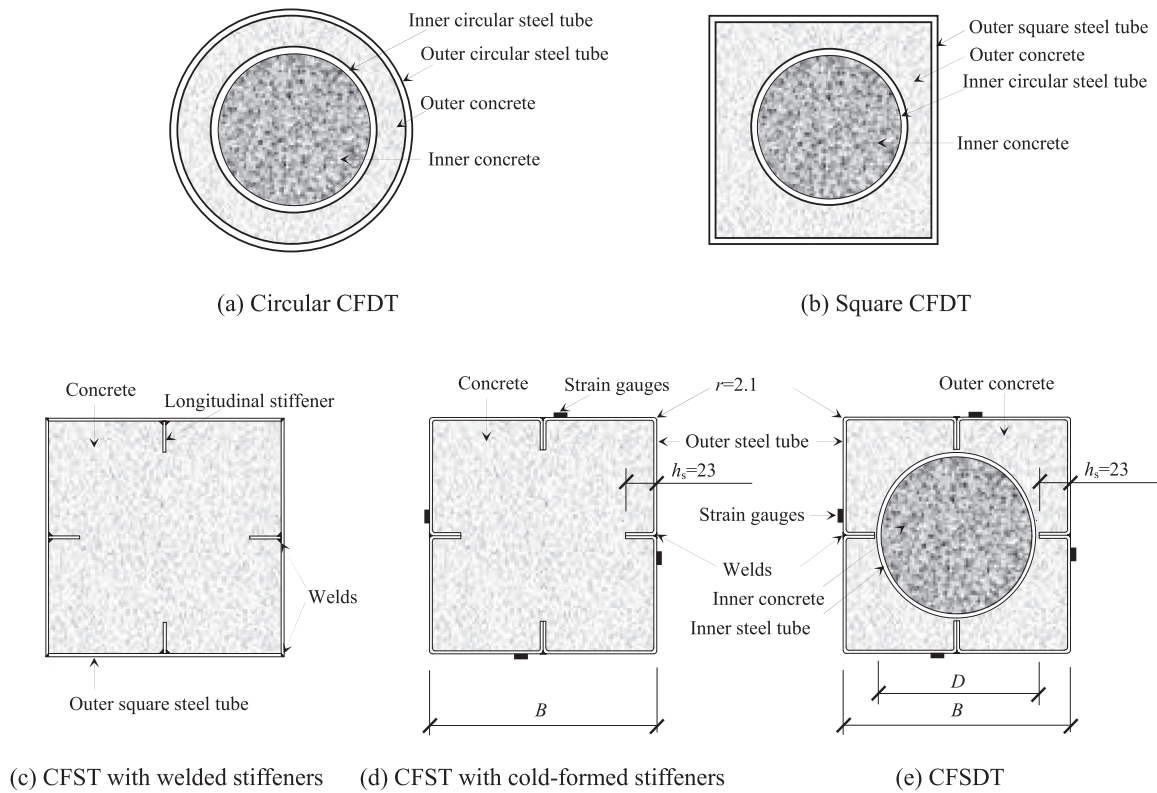 Inner circular steel tube
Outer circular steel tube
Outer concrete
Inner concrete
(a) Circular CFDT
Outer square steel tube
Outer concrete
Inner circular steel tube
Inner concrete
(b) Square CFDT
Concrete
Longitudinal stiffener
Welds
Outer square steel tube
(c) CFST with welded stiffeners
Concrete
Strain gauges
r=2.1
Outer steel tube
hs=23
Strain gauges
Welds
Inner concrete
Inner steel tube
B
(d) CFST with cold-formed stiffeners
Outer concrete
hs=23
D
B
(e) CFSDT